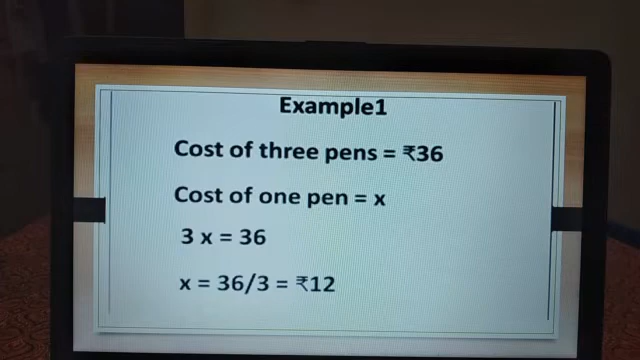 Example1
Cost of three pens = ₹36
Cost of one pen = x
3 x = 36
x = 36/3 = ₹12